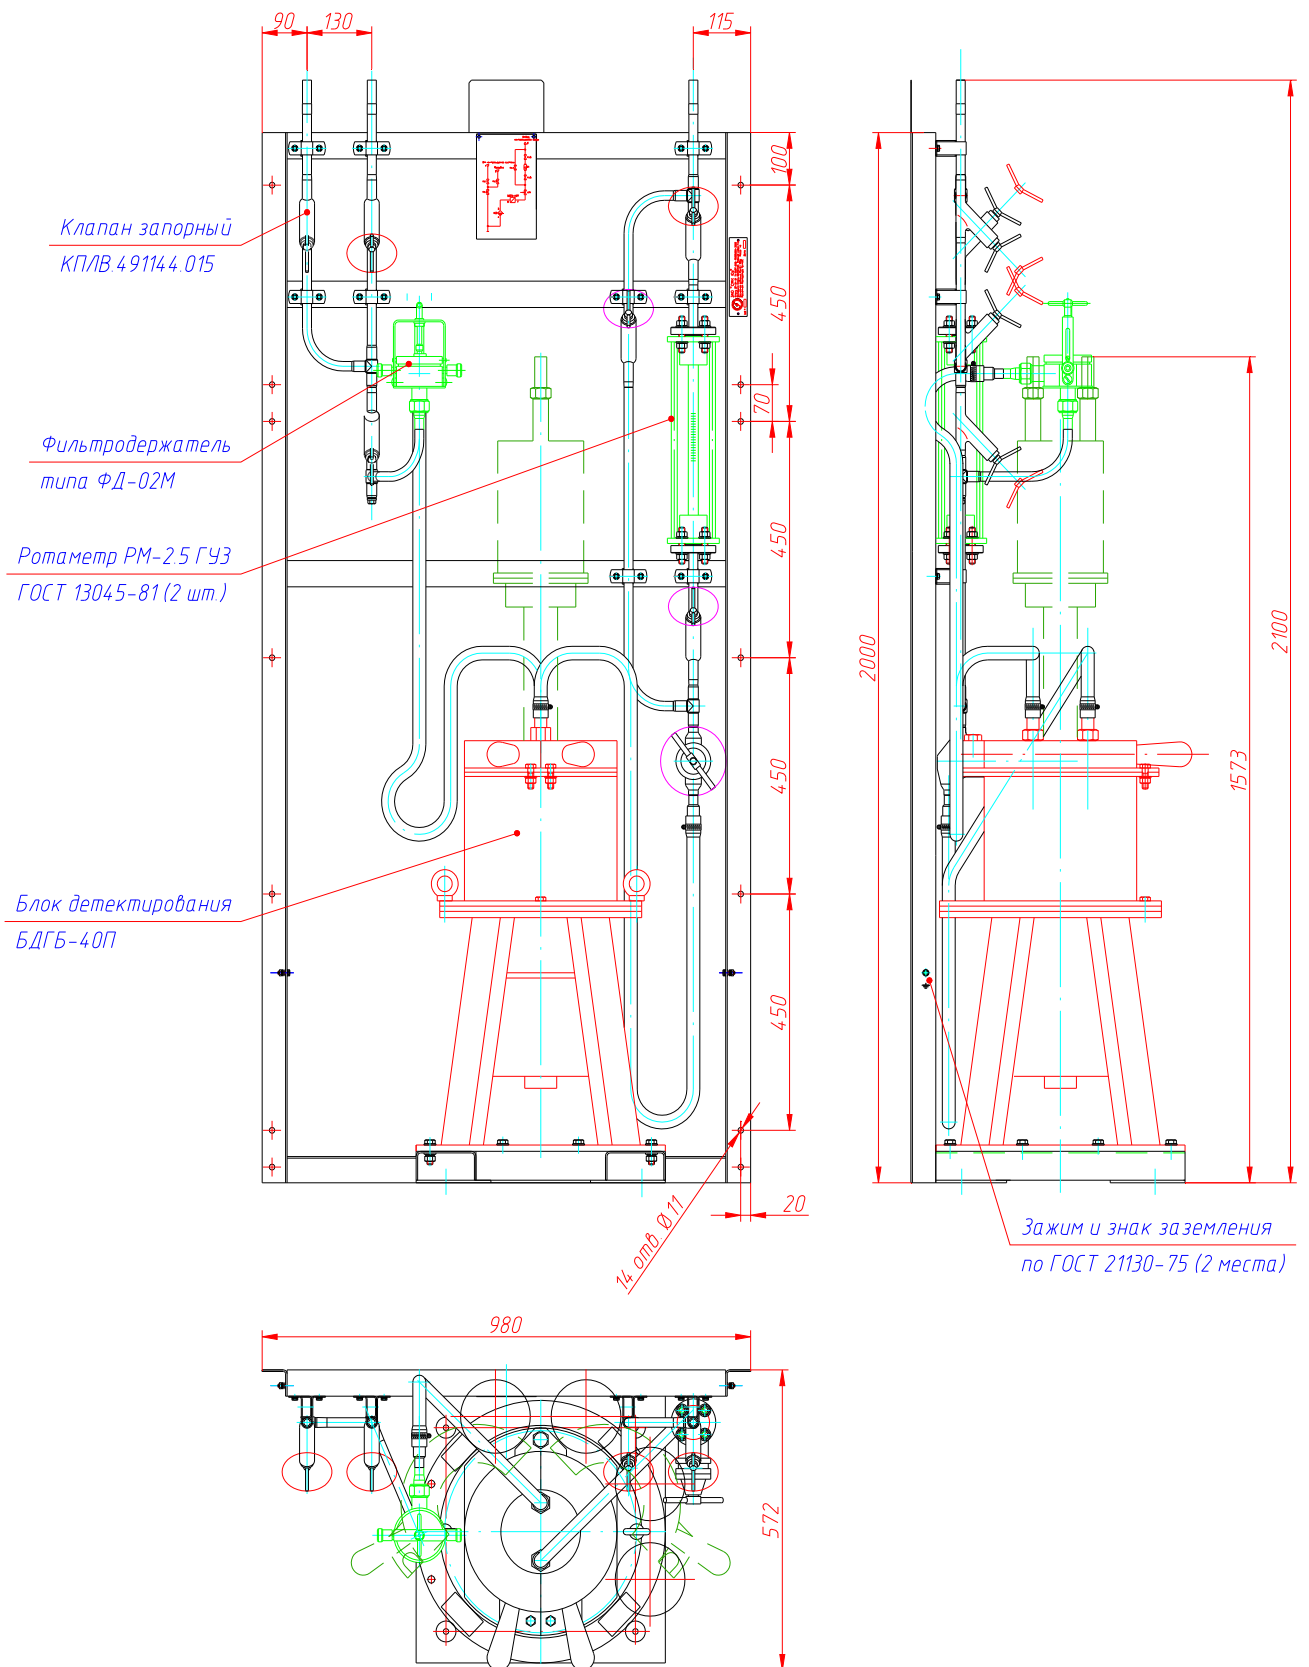 90
130
115
100
Клапан запорный
КПЛВ.491144.015
450
70
Фильтродержатель
типа ФД-02М
450
Ротаметр РМ-2.5 ГУЗ
ГОСТ 13045-81 (2 шт.)
2000
2100
450
1573
Блок детектирования
БДГБ-40П
450
14 отв. Ø11
20
Зажим и знак заземления
по ГОСТ 21130-75 (2 места)
980
572